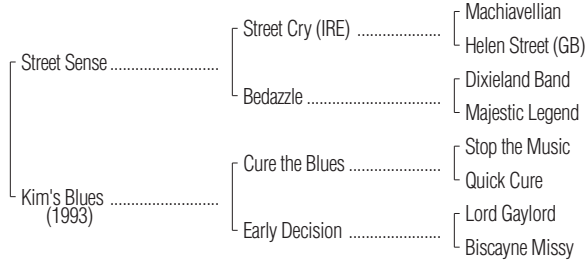 Machiavellian
Street Cry (IRE) ..................
Helen Street (GB)
Street Sense ........................
Dixieland Band
Bedazzle .............................
Majestic Legend
Stop the Music
Cure the Blues ....................
Quick Cure
Kim's Blues ........................
(1993)
Lord Gaylord
Early Decision ....................
Biscayne Missy